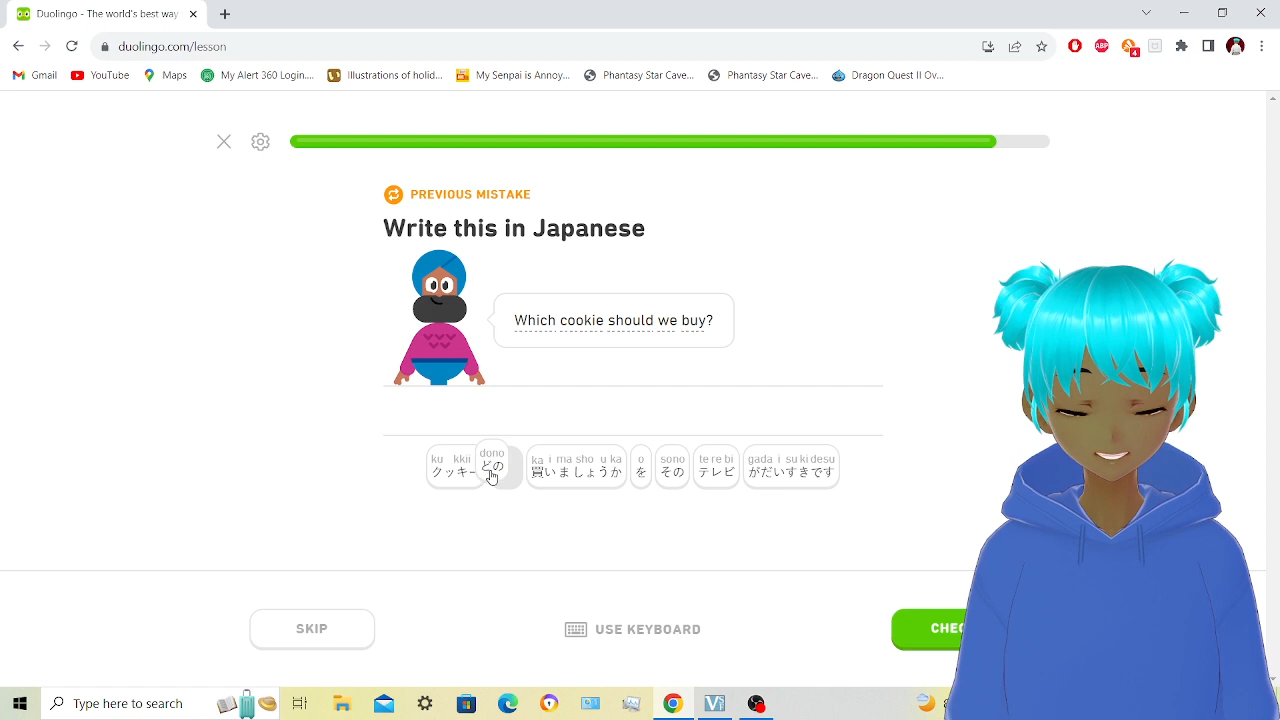 Duolingo - The world's best way
duolingo.com/lesson
4
Gmail YouTube Maps My Alert 360 Login.... Illustrations of holid... My Senpai is Annoy... Phantasy Star Cave... Phantasy Star Cave... Dragon Quest II Ov...
PREVIOUS MISTAKE
Write this in Japanese
Which cookie should we buy?
ku kkii dono ka i ma sho u ka o sono te re bi gada i su ki desu
クッキー どの 買いましょうか を その テレビ がだいすきです
SKIP USE KEYBOARD CHEC
Type here to search